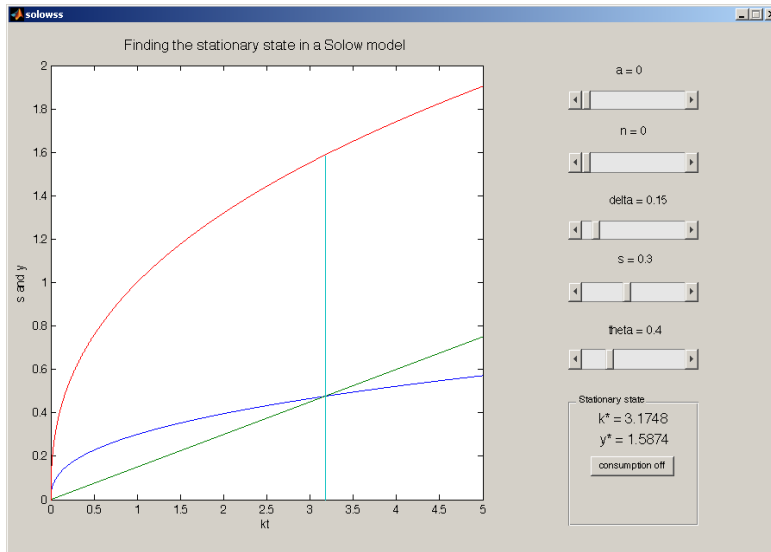 solowss
Finding the stationary state in a Solow model
2
1.8
1.6
1.4
1.2
1
0.8
0.6
0.4
0.2
0
s and y
0 0.5 1 1.5 2 2.5 3 3.5 4 4.5 5
kt
a = 0
n = 0
delta = 0.15
s = 0.3
theta = 0.4
Stationary state
k* = 3.1748
y* = 1.5874
consumption off